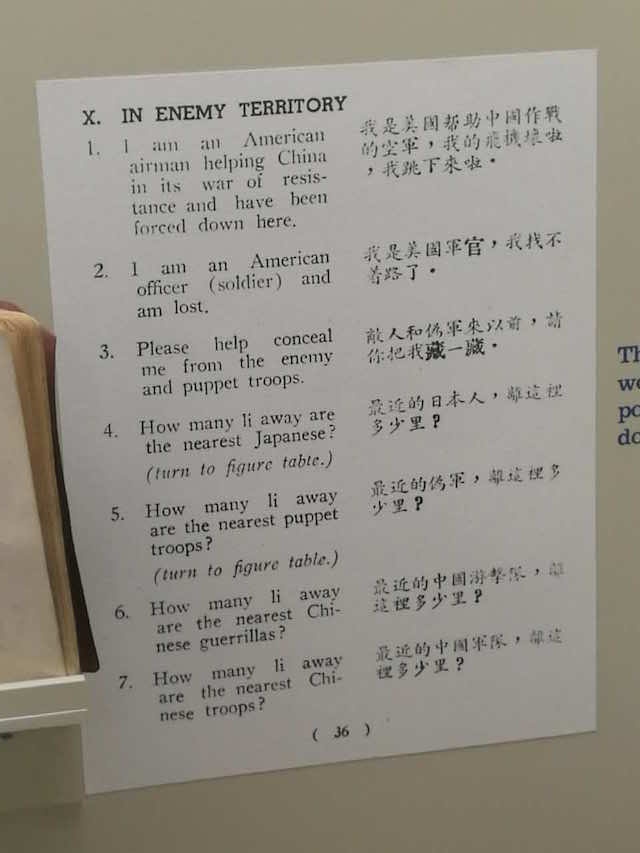 X. IN ENEMY TERRITORY
1. I am an American
airman helping China
in its war of resis-
tance and have been
forced down here.
我是美國帮助中國作戰
的空軍，我的飛機壞啦
，我跳下來啦。
2. I am an American
officer (soldier) and
am lost.
我是美國軍官，我找不
着路了。
3. Please help conceal
me from the enemy
and puppet troops.
敵人和僞軍來以前，請
你把我藏一藏。
4. How many li away are
the nearest Japanese?
(turn to figure table.)
最近的日本人，離這裡
多少里？
5. How many li away
are the nearest puppet
troops?
(turn to figure table.)
最近的僞軍，離這裡多
少里？
6. How many li away
are the nearest Chi-
nese guerrillas?
最近的中國游擊隊，離
這裡多少里？
7. How many li away
are the nearest Chi-
nese troops?
最近的中國軍隊，離這
裡多少里？
( 36 )